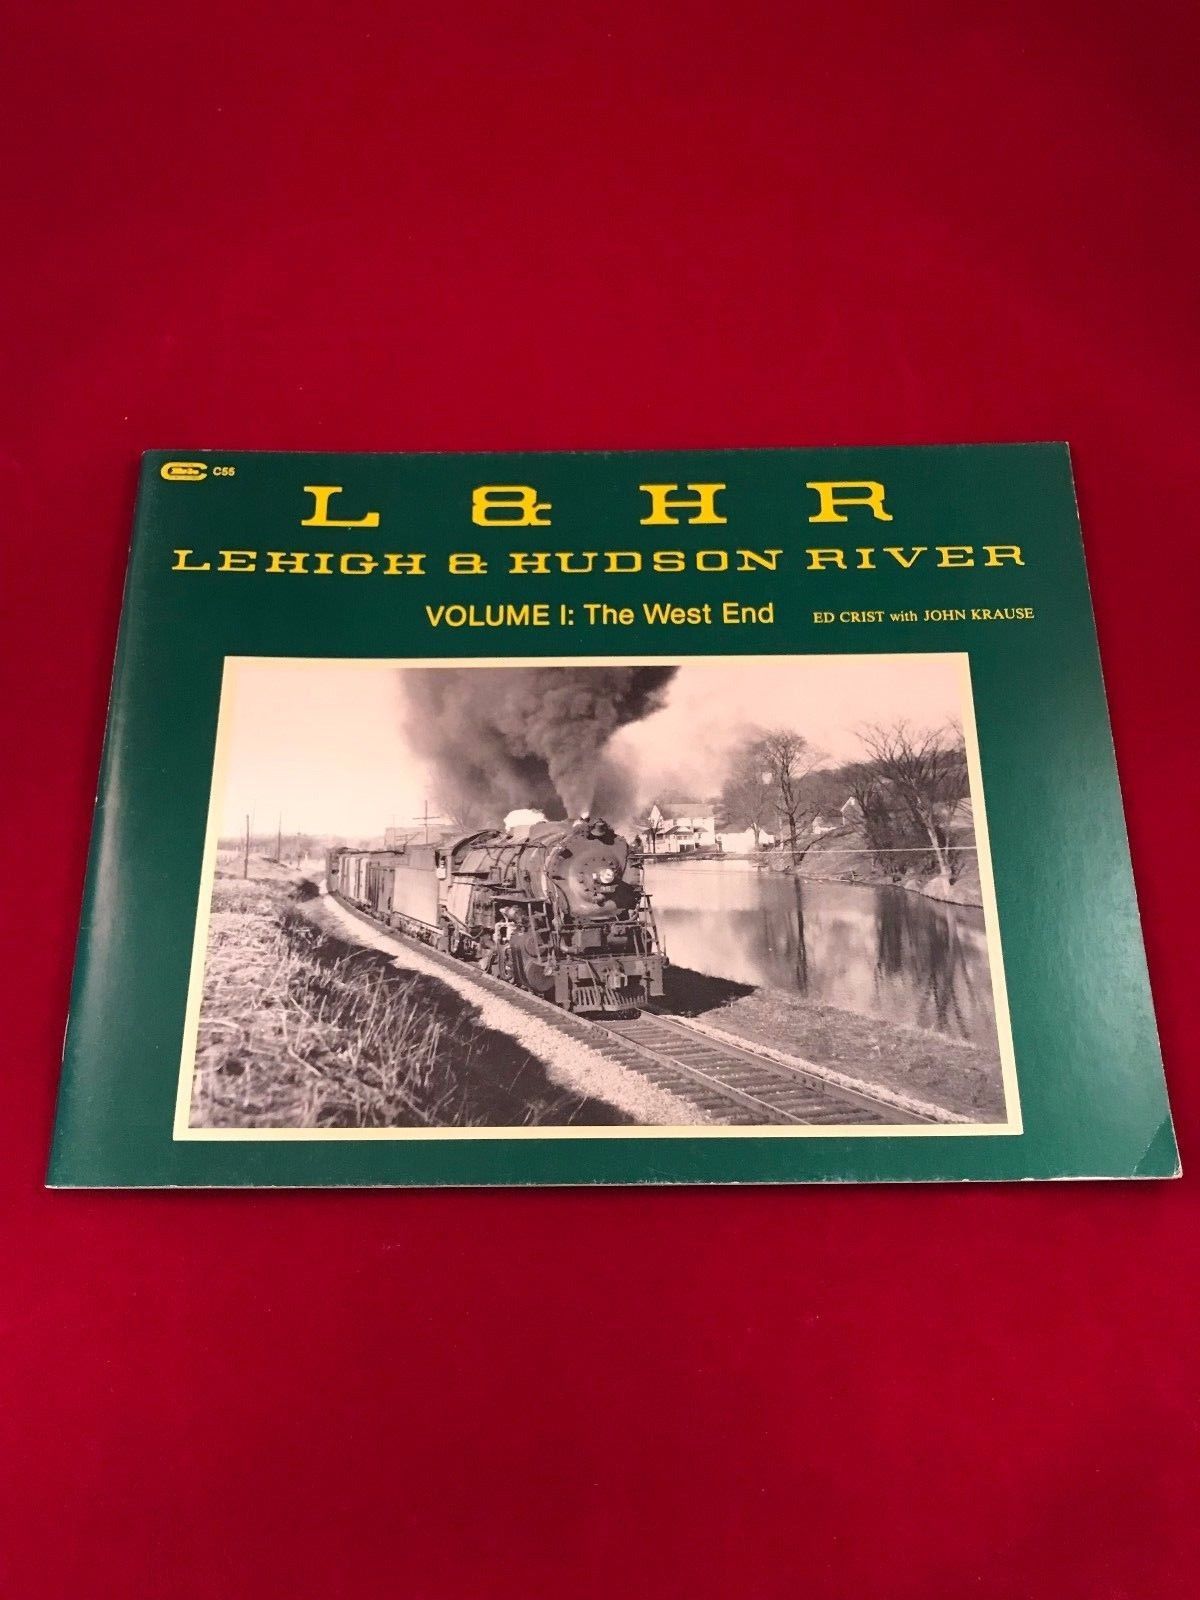 C55
L & H R
LEHIGH & HUDSON RIVER
VOLUME I: The West End
ED CRIST with JOHN KRAUSE